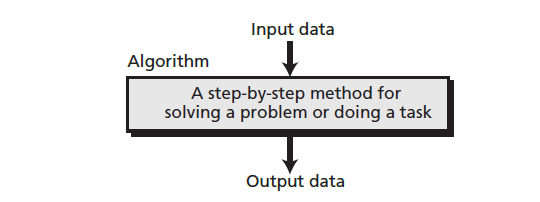 Input data
Algorithm
A step-by-step method for
solving a problem or doing a task
Output data